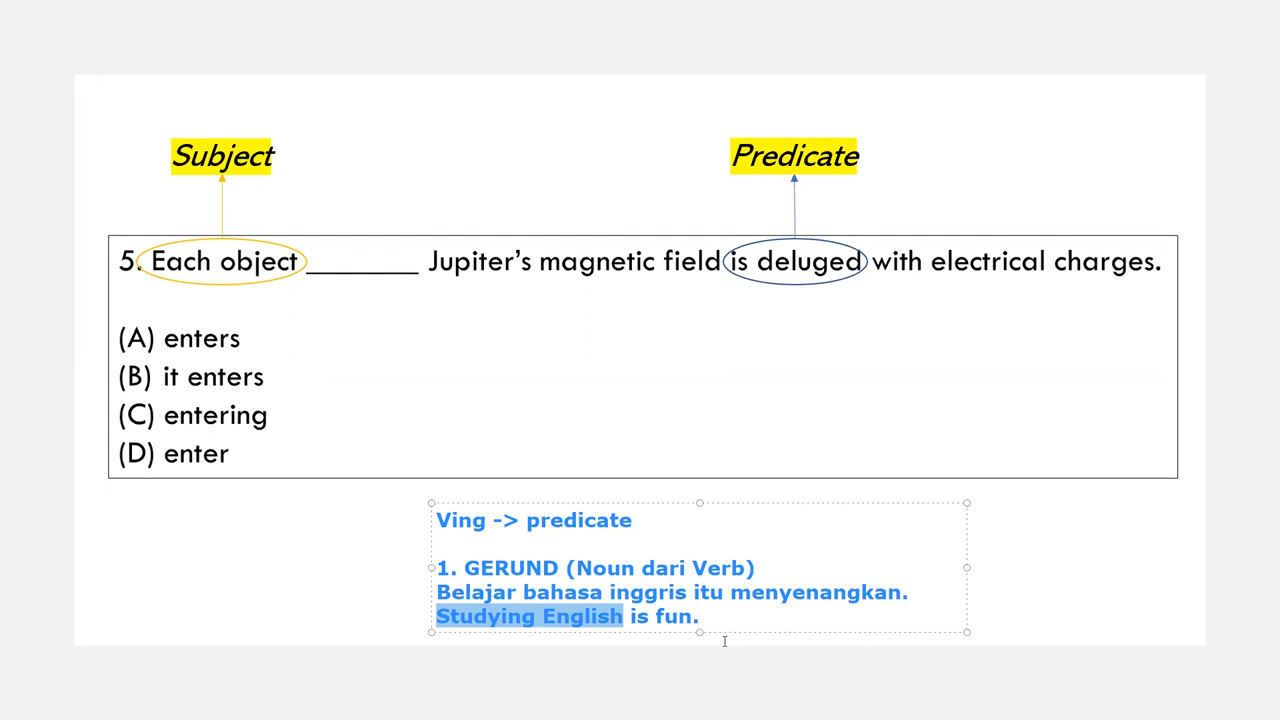 Subject
Predicate
5. Each object ________ Jupiter’s magnetic field is deluged with electrical charges.
(A) enters
(B) it enters
(C) entering
(D) enter
Ving -> predicate
1. GERUND (Noun dari Verb)
Belajar bahasa inggris itu menyenangkan.
Studying English is fun.